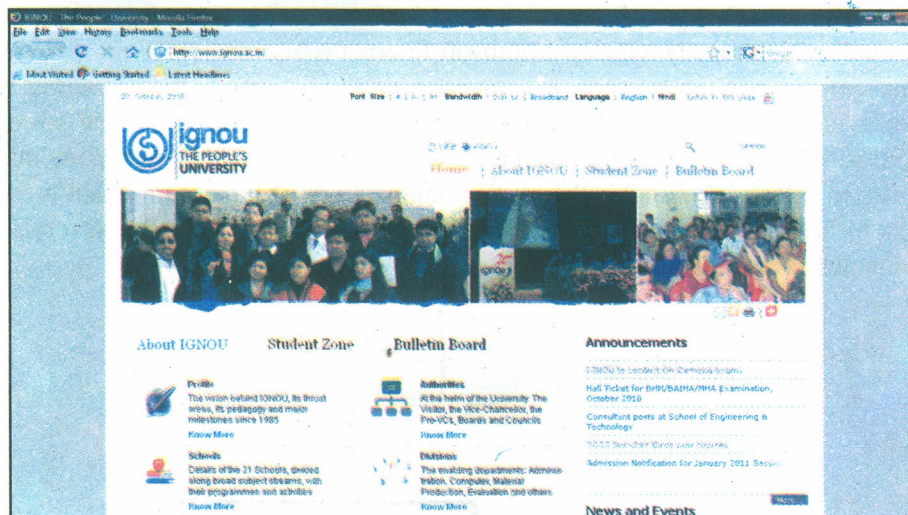 IGNOU - The People's University - Mozilla Firefox
File Edit View History Bookmarks Tools Help
http://www.ignou.ac.in/
Most Visited Getting Started Latest Headlines
Font Size A Bandwidth Broadband Language English Hindi
ignou
THE PEOPLE'S
UNIVERSITY
Home | About IGNOU | Student Zone | Bulletin Board
ignou
About IGNOU Student Zone Bulletin Board
Announcements
Profile
The vision behind IGNOU, its thrust
areas, its pedagogy and major
milestones since 1985
Know More
Authorities
At the helm of the University: The
Visitor, the Vice-Chancellor, the
Pro-VCs, Boards and Councils
Know More
IGNOU to conduct On Demand Exams
Hall Ticket for BHM/BAIHA/MHA Examination,
October 2010
Consultant posts at School of Engineering &
Technology
Admission Notification for January 2011
Schools
Details of the 21 Schools, divided
along broad subject streams, with
their programmes and activities
Know More
Divisions
The enabling departments: Adminis-
tration, Computer, Material
Production, Evaluation and others
Know More
More...
News and Events